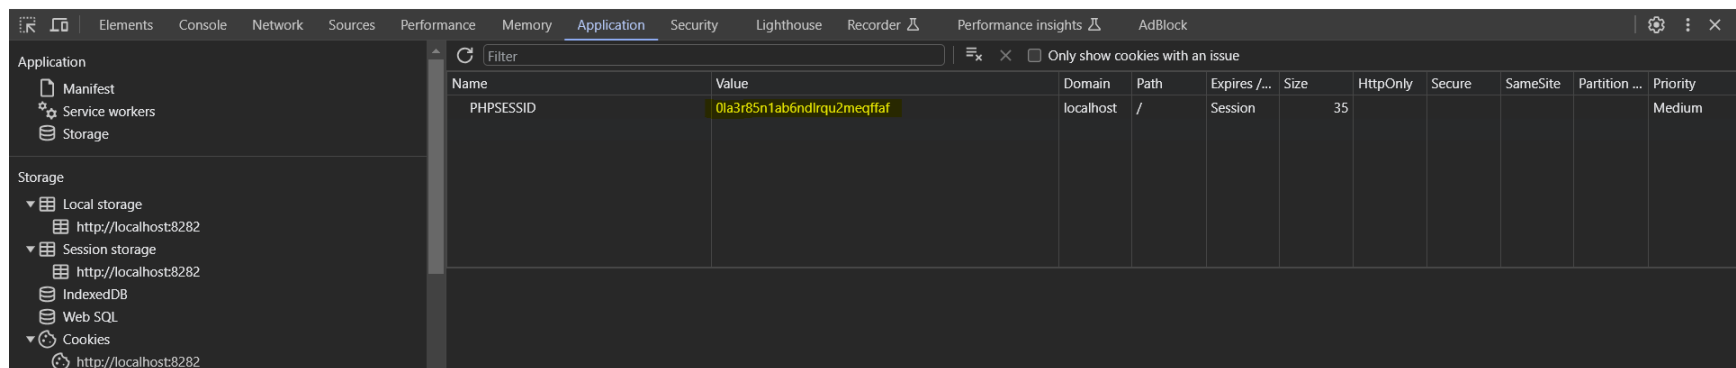 Elements Console Network Sources Performance Memory Application Security Lighthouse Recorder Performance insights AdBlock
Application
Manifest
Service workers
Storage
Storage
Local storage
http://localhost:8282
Session storage
http://localhost:8282
IndexedDB
Web SQL
Cookies
http://localhost:8282
Filter Only show cookies with an issue
Name Value Domain Path Expires /... Size HttpOnly Secure SameSite Partition ... Priority
PHPSESSID 0la3r85n1ab6ndlrqu2meqffaf localhost / Session 35 Medium